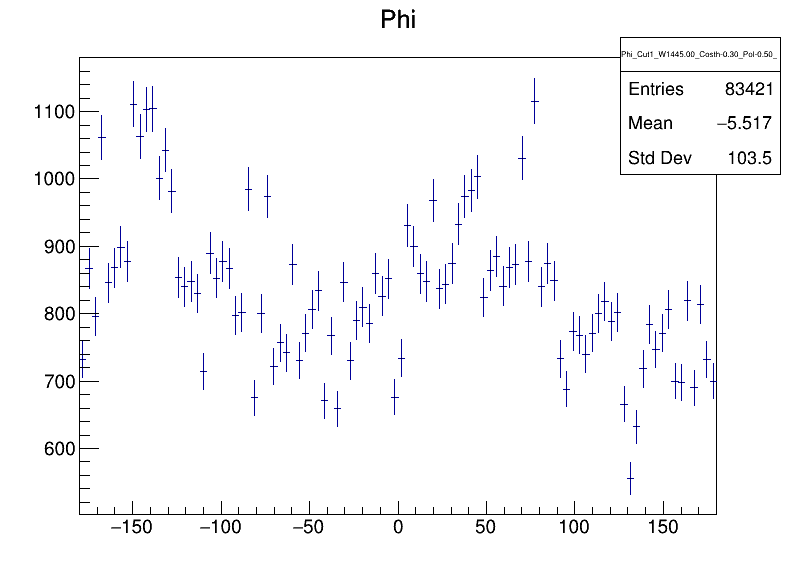 Phi
Phi_Cut1_W1445.00_Costh-0.30_Pol-0.50_
Entries 83421
Mean −5.517
Std Dev 103.5
1100
1000
900
800
700
600
−150 −100 −50 0 50 100 150